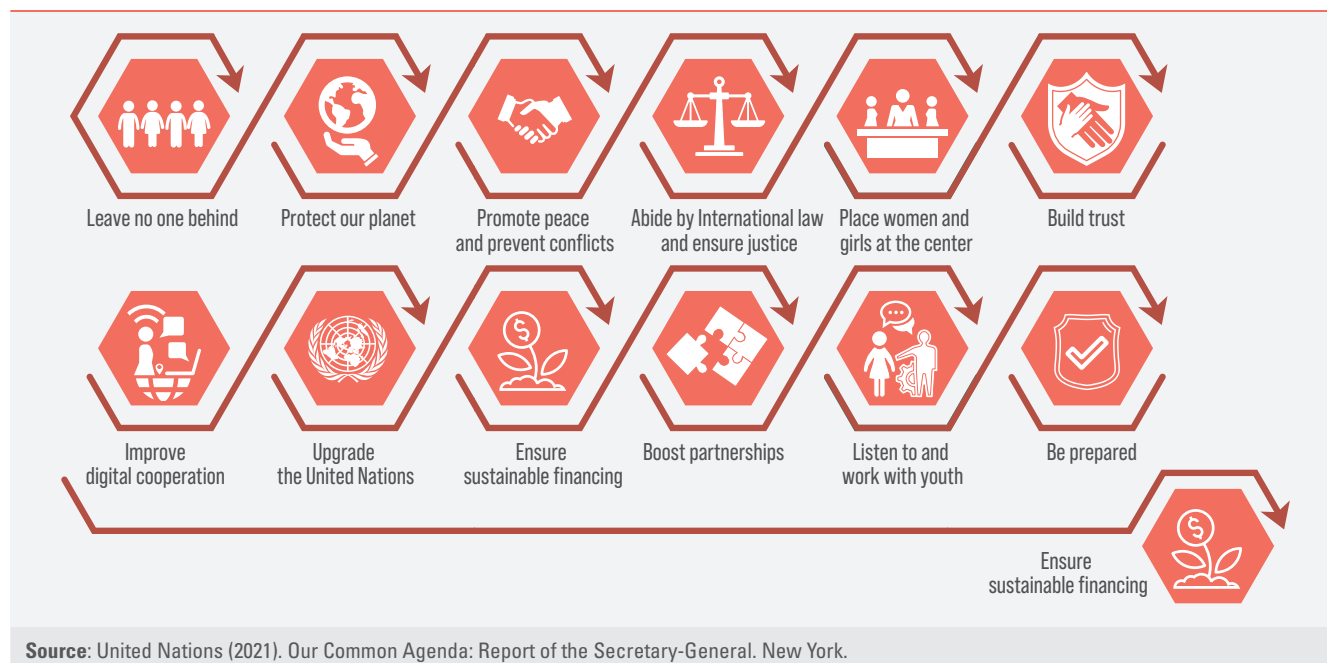 Leave no one behind
Protect our planet
Promote peace
and prevent conflicts
Abide by International law
and ensure justice
Place women and
girls at the center
Build trust
Improve
digital cooperation
Upgrade
the United Nations
$
Ensure
sustainable financing
Boost partnerships
Listen to and
work with youth
Be prepared
$
Ensure
sustainable financing
Source: United Nations (2021). Our Common Agenda: Report of the Secretary-General. New York.